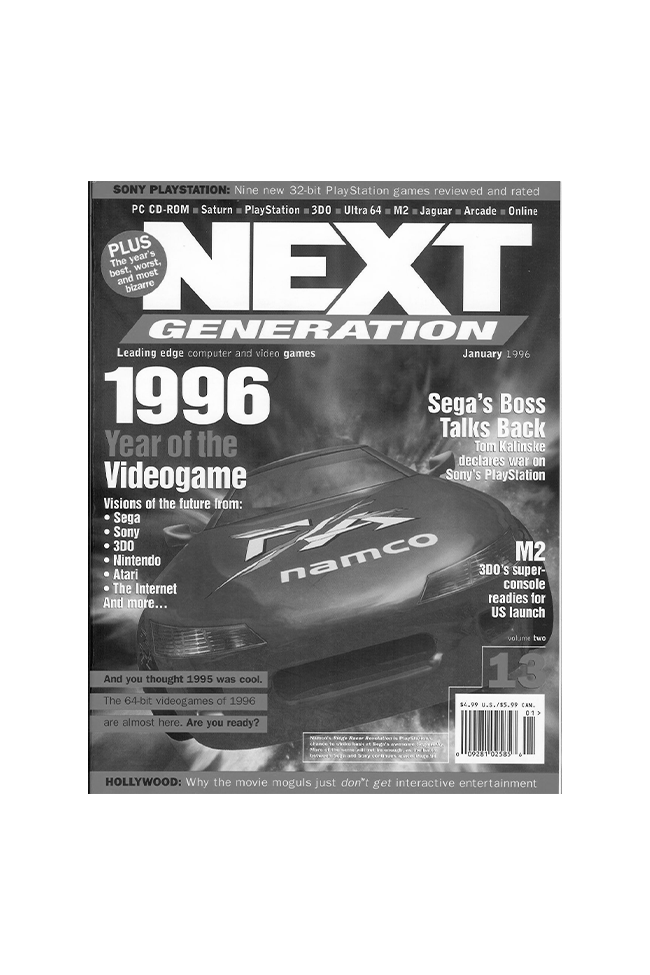 SONY PLAYSTATION: Nine new 32-bit PlayStation games reviewed and rated
PC CD-ROM ■ Saturn ■ PlayStation ■ 3DO ■ Ultra 64 ■ M2 ■ Jaguar ■ Arcade ■ Online
PLUS
The year's
best, worst,
and most
bizarre
NEXT
GENERATION
Leading edge computer and video games
January 1996
1996
Year of the
Videogame
Visions of the future from:
• Sega
• Sony
• 3DO
• Nintendo
• Atari
• The Internet
And more...
Sega's Boss
Talks Back
Tom Kalinske
declares war on
Sony's PlayStation
namco
M2
3DO's super-
console
readies for
US launch
volume two
13
And you thought 1995 was cool.
The 64-bit videogames of 1996
are almost here. Are you ready?
$4.99 U.S./$5.99 CAN.
01>
0 09281 02585 6
HOLLYWOOD: Why the movie moguls just don"t get interactive entertainment